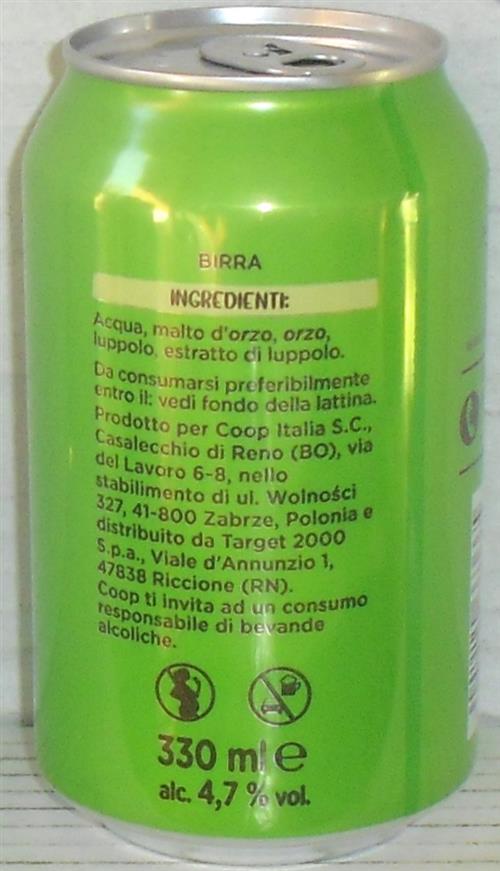 BIRRA
INGREDIENTI:
Acqua, malto d'orzo, orzo,
luppolo, estratto di luppolo.
Da consumarsi preferibilmente
entro il: vedi fondo della lattina.
Prodotto per Coop Italia S.C.,
Casalecchio di Reno (BO), via
del Lavoro 6-8, nello
stabilimento di ul. Wolności
327, 41-800 Zabrze, Polonia e
distribuito da Target 2000
S.p.a., Viale d'Annunzio 1,
47838 Riccione (RN).
Coop ti invita ad un consumo
responsabile di bevande
alcoliche.
330 ml e
alc. 4,7 % vol.